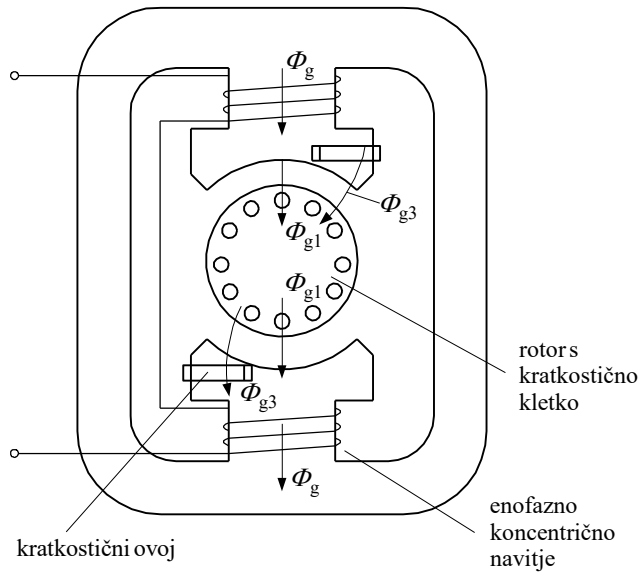 Φg
Φg3
Φg1
Φg1
rotor s
kratkostično
kletko
Φg3
Φg
enofazno
koncentrično
navitje
kratkostični ovoj